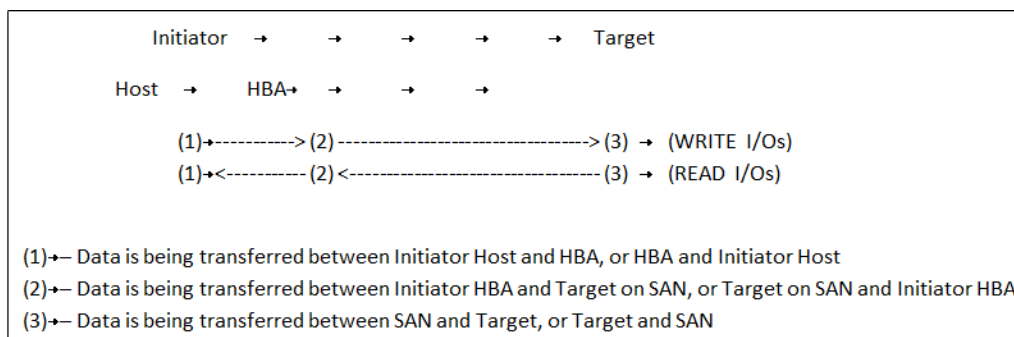 Initiator → → → → → Target
Host → HBA→ → → →
(1)→-----------> (2) -----------------------------------> (3) → (WRITE I/Os)
(1)→<----------- (2) <----------------------------------- (3) → (READ I/Os)
(1)→– Data is being transferred between Initiator Host and HBA, or HBA and Initiator Host
(2)→– Data is being transferred between Initiator HBA and Target on SAN, or Target on SAN and Initiator HBA
(3)→– Data is being transferred between SAN and Target, or Target and SAN